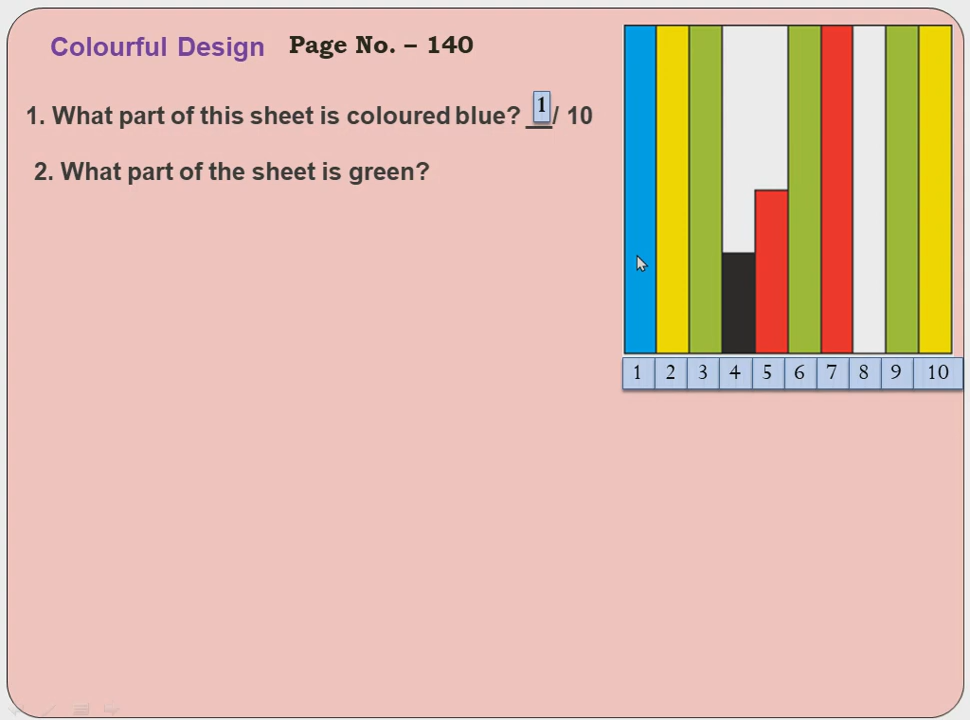 Colourful Design Page No. – 140
1. What part of this sheet is coloured blue? 1/ 10
2. What part of the sheet is green?
1 2 3 4 5 6 7 8 9 10